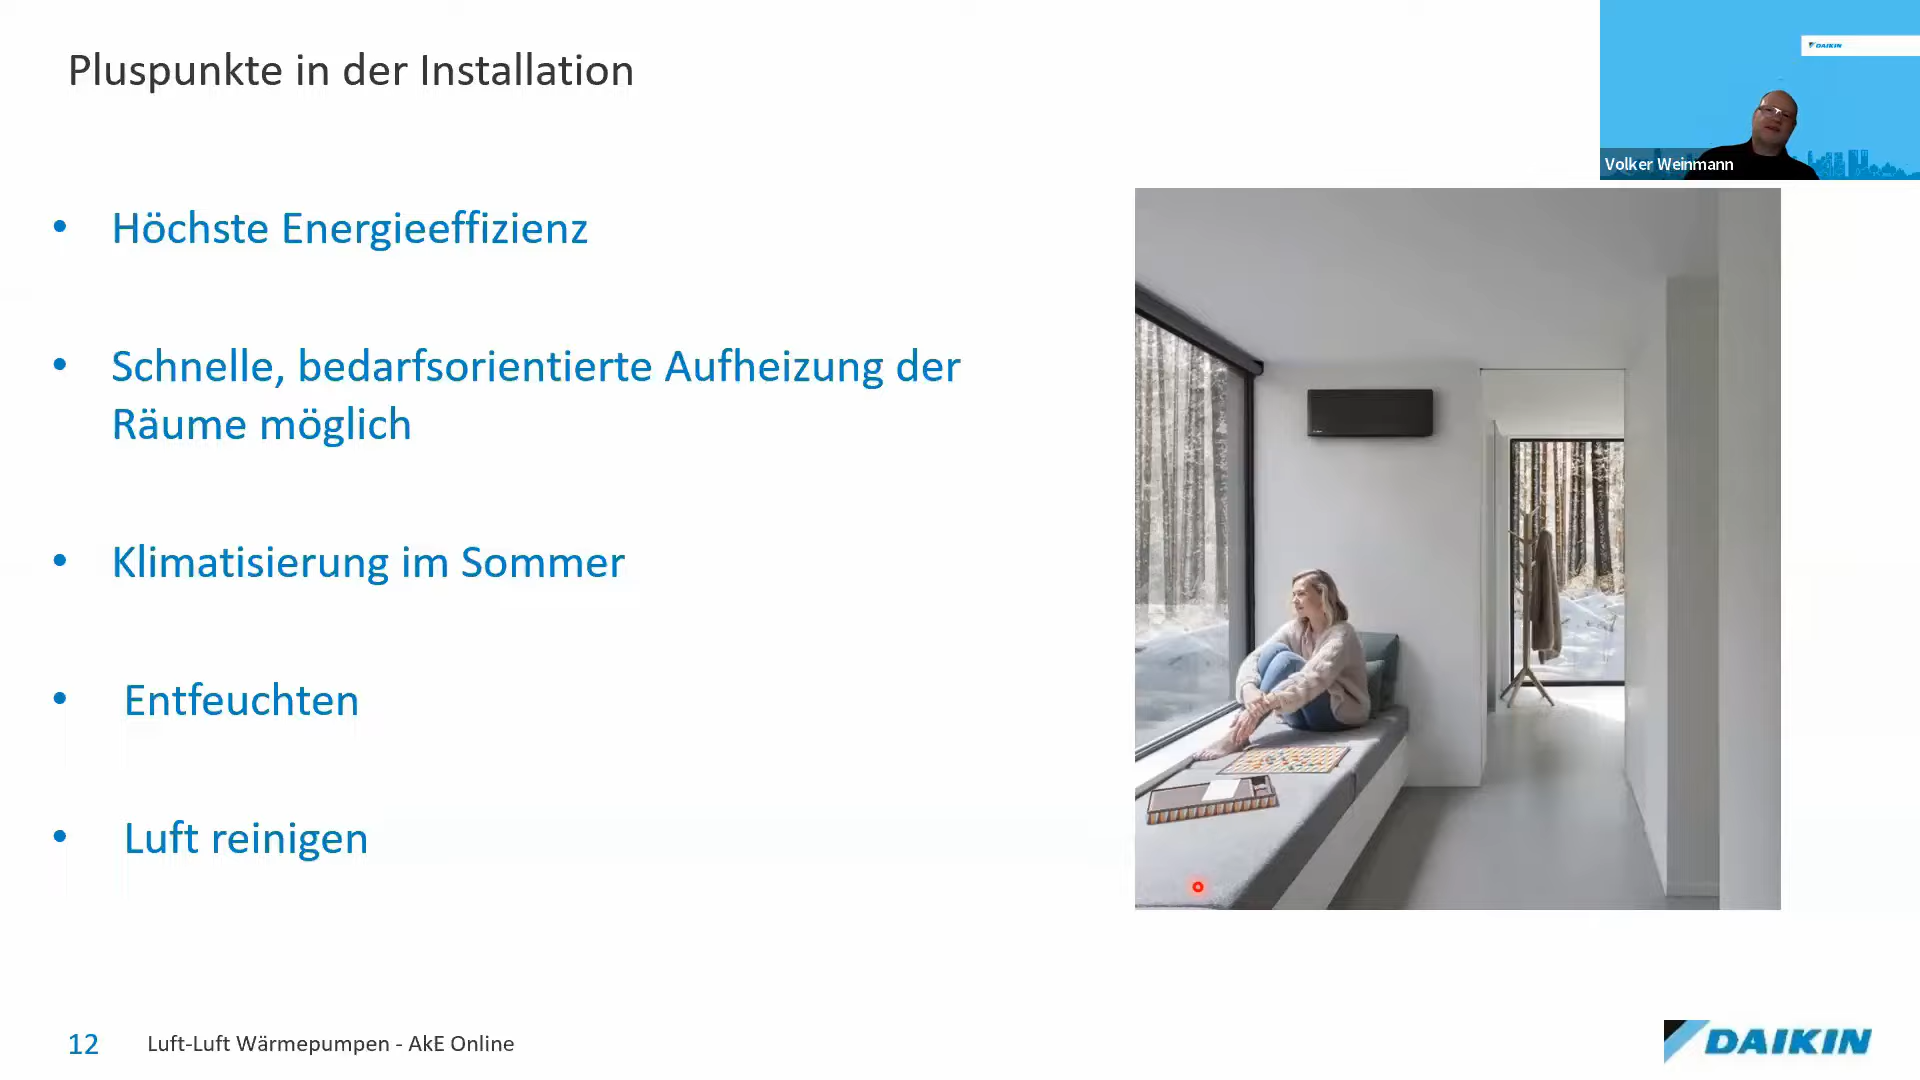 Pluspunkte in der Installation
DAIKIN
Volker Weinmann
• Höchste Energieeffizienz
• Schnelle, bedarfsorientierte Aufheizung der
Räume möglich
• Klimatisierung im Sommer
• Entfeuchten
• Luft reinigen
12
Luft-Luft Wärmepumpen - AkE Online
DAIKIN